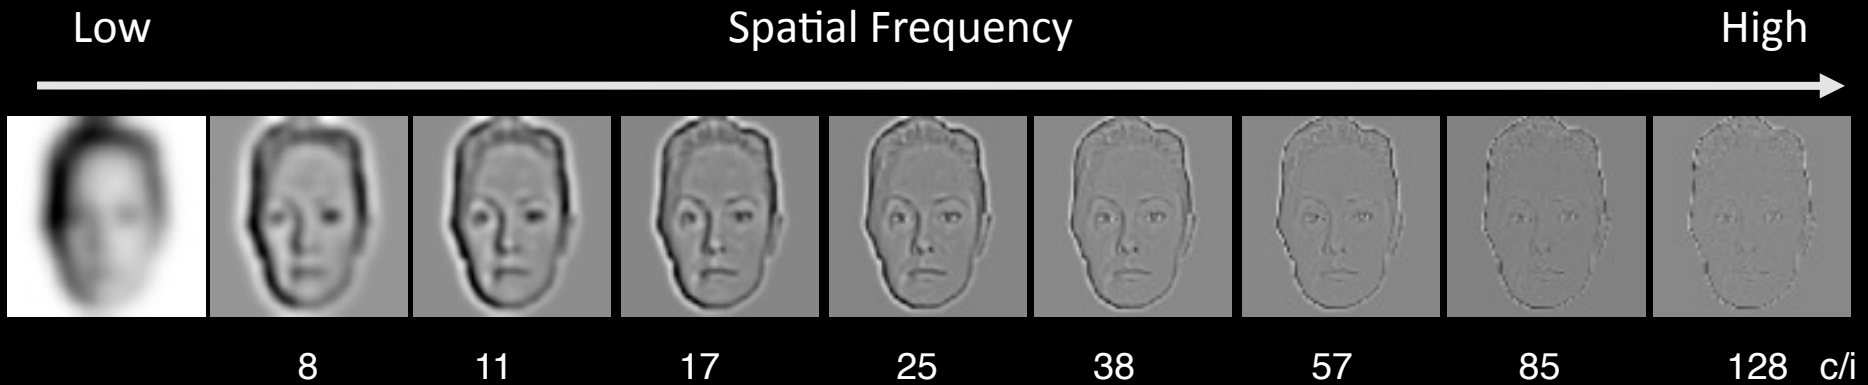 Low Spatial Frequency High
8 11 17 25 38 57 85 128 c/i